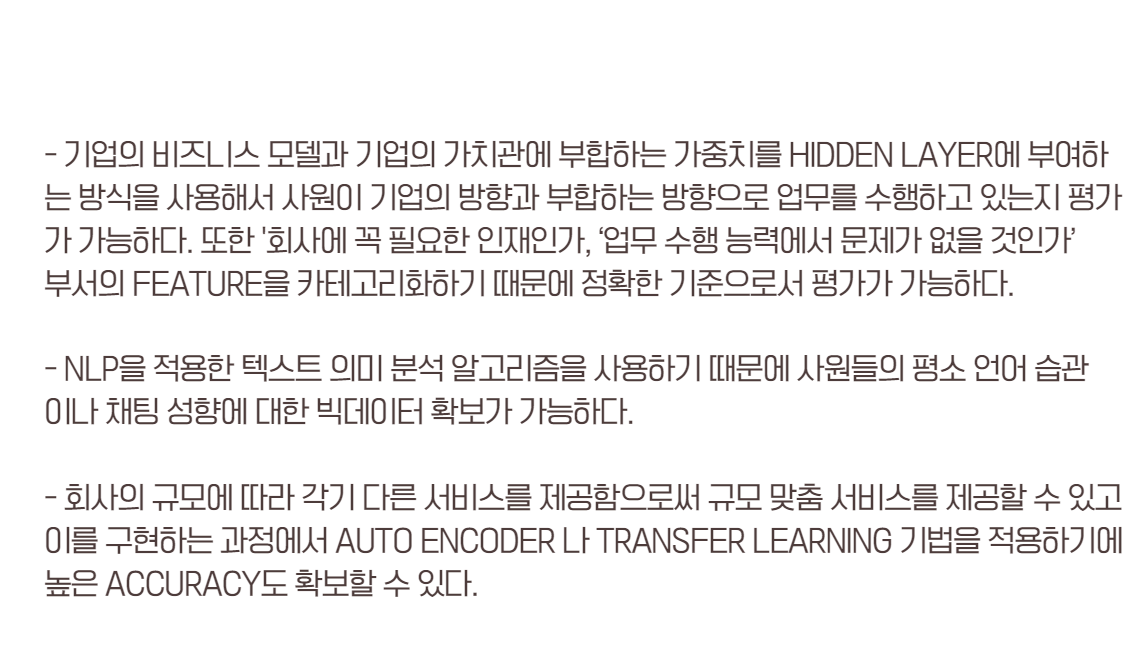 - 기업의 비즈니스 모델과 기업의 가치관에 부합하는 가중치를 HIDDEN LAYER에 부여하
는 방식을 사용해서 사원이 기업의 방향과 부합하는 방향으로 업무를 수행하고 있는지 평가
가 가능하다. 또한 '회사에 꼭 필요한 인재인가, ‘업무 수행 능력에서 문제가 없을 것인가’
부서의 FEATURE을 카테고리화하기 때문에 정확한 기준으로서 평가가 가능하다.
- NLP을 적용한 텍스트 의미 분석 알고리즘을 사용하기 때문에 사원들의 평소 언어 습관
이나 채팅 성향에 대한 빅데이터 확보가 가능하다.
- 회사의 규모에 따라 각기 다른 서비스를 제공함으로써 규모 맞춤 서비스를 제공할 수 있고
이를 구현하는 과정에서 AUTO ENCODER 나 TRANSFER LEARNING 기법을 적용하기에
높은 ACCURACY도 확보할 수 있다.